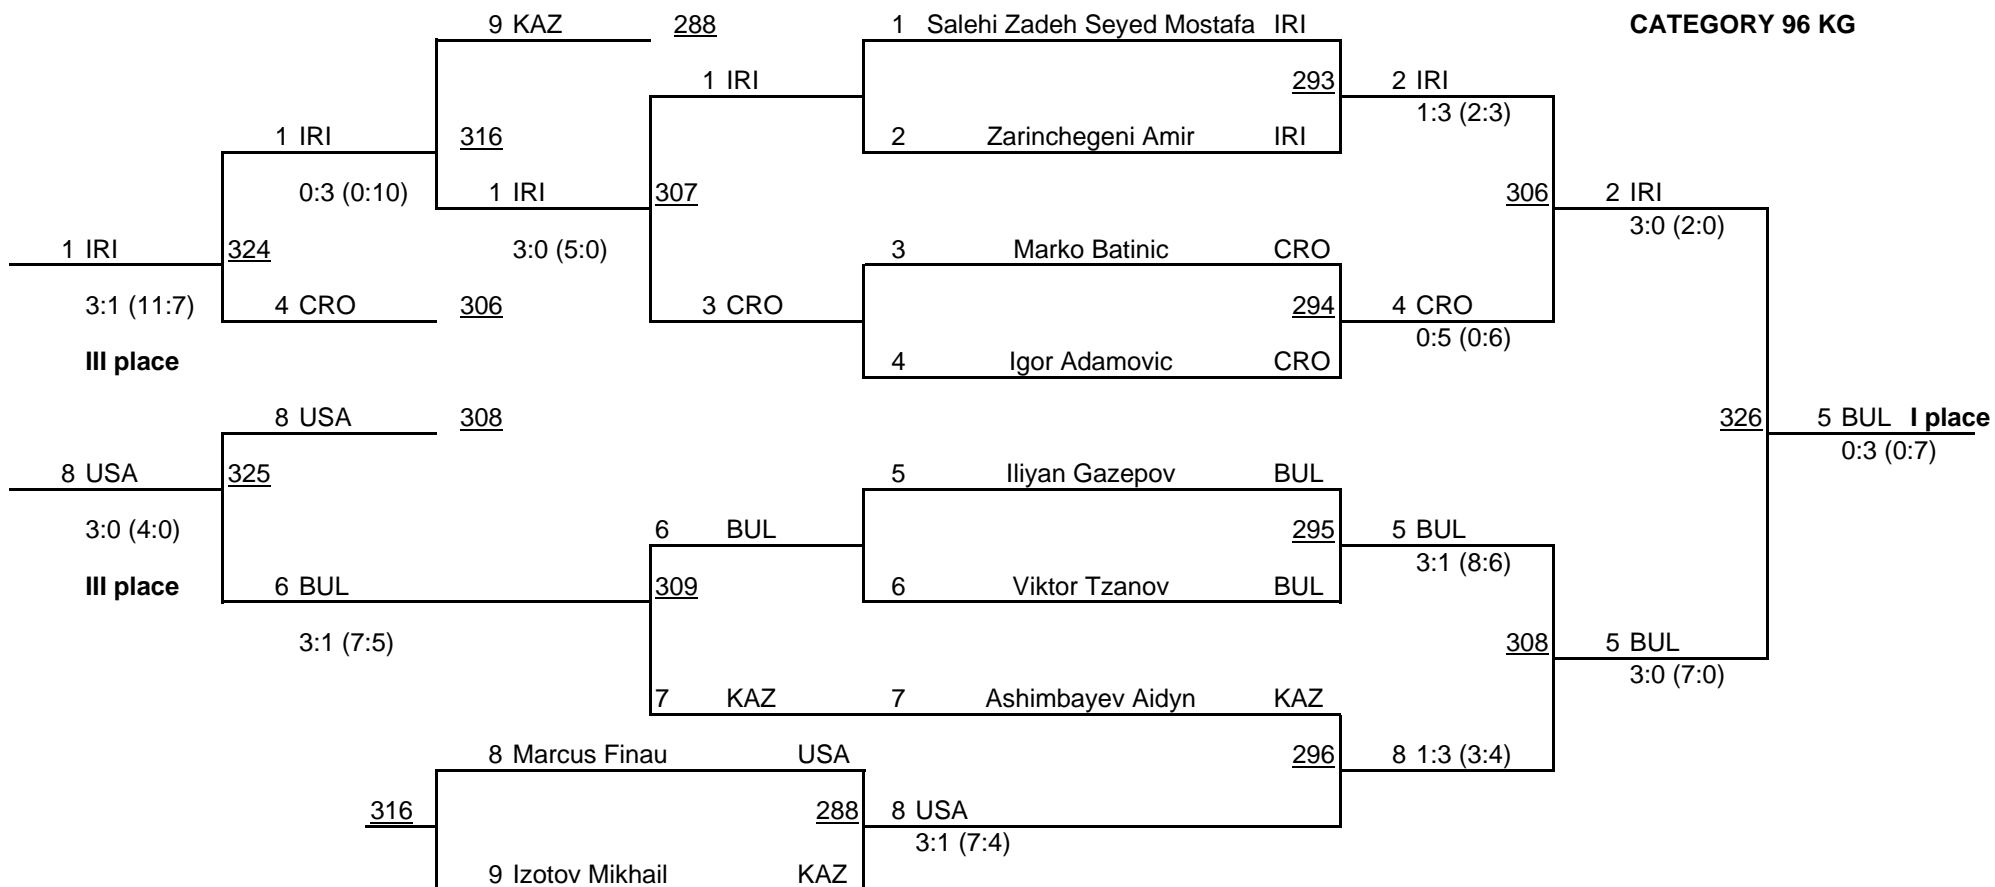 9 KAZ 288 1 Salehi Zadeh Seyed Mostafa IRI CATEGORY 96 KG
1 IRI 293 2 IRI
1:3 (2:3)
1 IRI 316 2 Zarinchegeni Amir IRI
0:3 (0:10) 1 IRI 307 306 2 IRI
3:0 (2:0)
1 IRI 324 3:0 (5:0) 3 Marko Batinic CRO
3:1 (11:7) 4 CRO 306 3 CRO 294 4 CRO
0:5 (0:6)
III place 4 Igor Adamovic CRO
8 USA 308 326 5 BUL I place
0:3 (0:7)
8 USA 325 5 Iliyan Gazepov BUL
3:0 (4:0) 6 BUL 295 5 BUL
3:1 (8:6)
III place 6 BUL 309 6 Viktor Tzanov BUL
3:1 (7:5) 308 5 BUL
3:0 (7:0)
7 KAZ 7 Ashimbayev Aidyn KAZ
8 Marcus Finau USA 296 8 1:3 (3:4)
316 288 8 USA
3:1 (7:4)
9 Izotov Mikhail KAZ